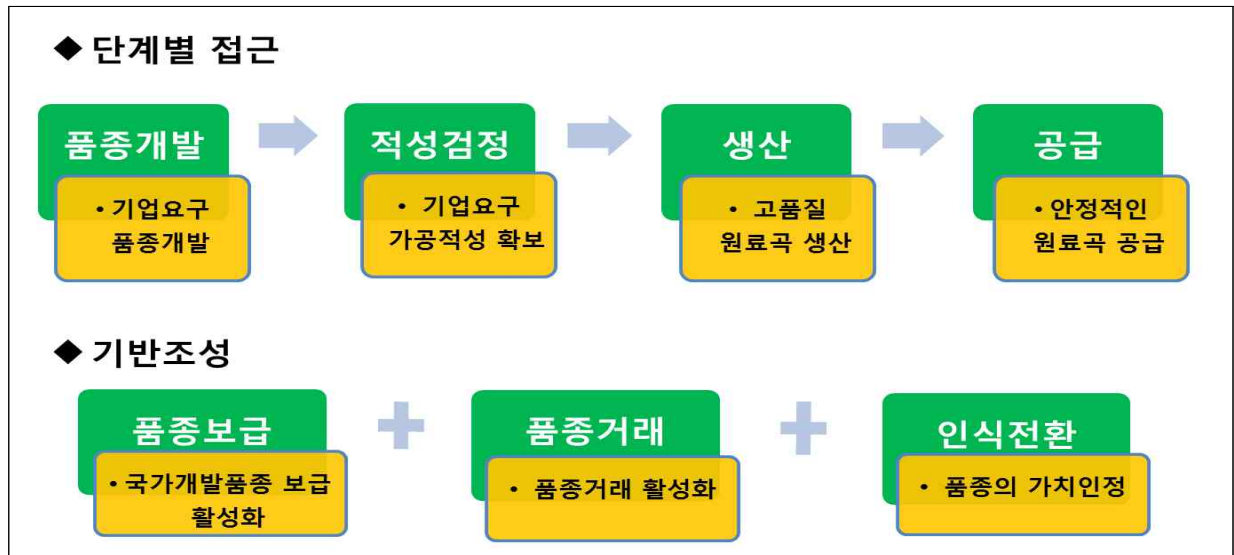 ◆ 단계별 접근
품종개발
• 기업요구
품종개발
적성검정
• 기업요구
가공적성 확보
생산
• 고품질
원료곡 생산
공급
• 안정적인
원료곡 공급
◆ 기반조성
품종보급
• 국가개발품종 보급
활성화
품종거래
• 품종거래 활성화
인식전환
• 품종의 가치인정